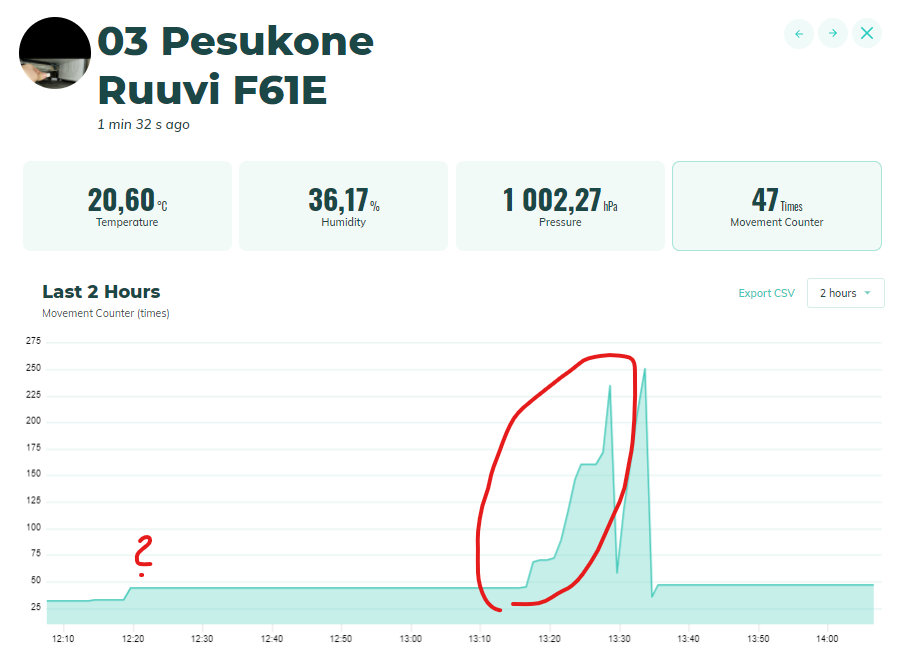 03 Pesukone
Ruuvi F61E
1 min 32 s ago
20,60 °C
Temperature
36,17 %
Humidity
1 002,27 hPa
Pressure
47 Times
Movement Counter
Last 2 Hours
Movement Counter (times)
Export CSV
2 hours
275
250
225
200
175
150
125
100
75
50
25
?
12:10 12:20 12:30 12:40 12:50 13:00 13:10 13:20 13:30 13:40 13:50 14:00